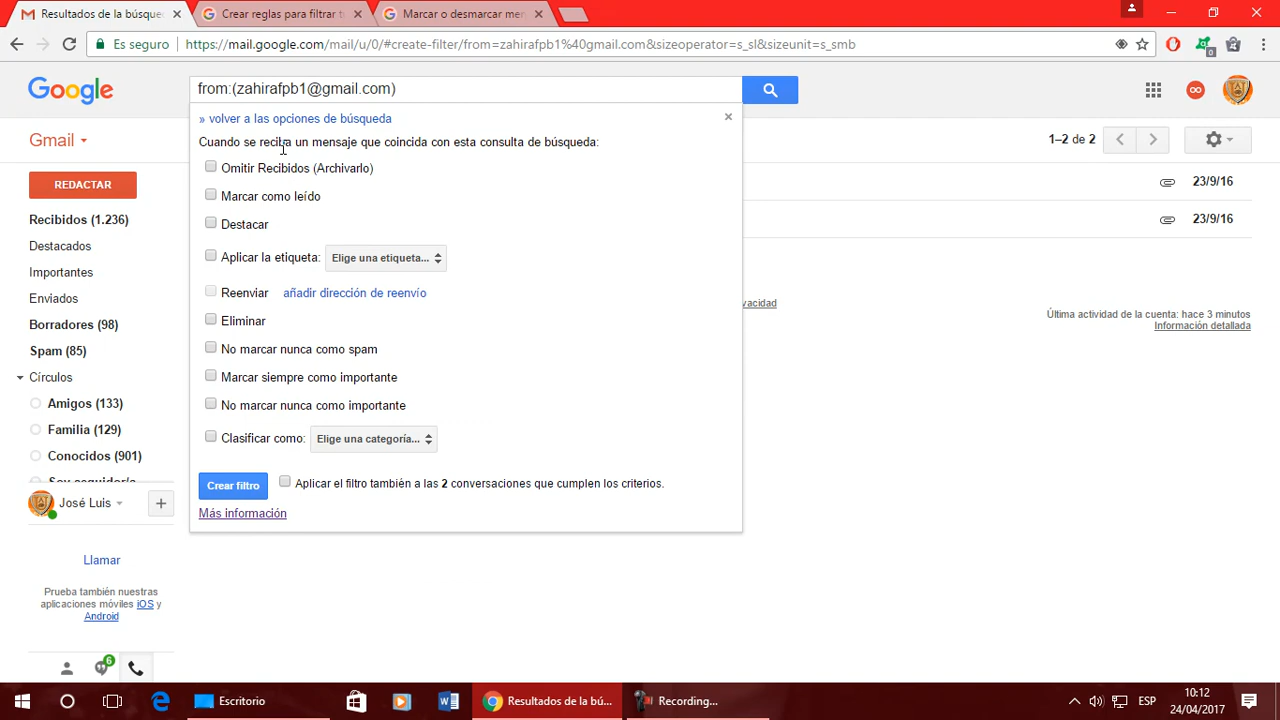 Resultados de la búsque
Crear reglas para filtrar t
Marcar o desmarcar men
Es seguro
https://mail.google.com/mail/u/0/#create-filter/from=zahirafpb1%40gmail.com&sizeoperator=s_sl&sizeunit=s_smb
0
Google
from:(zahirafpb1@gmail.com)
» volver a las opciones de búsqueda
Cuando se reciba un mensaje que coincida con esta consulta de búsqueda:
Omitir Recibidos (Archivarlo)
Marcar como leído
Destacar
Aplicar la etiqueta: Elige una etiqueta...
Reenviar añadir dirección de reenvío
Eliminar
No marcar nunca como spam
Marcar siempre como importante
No marcar nunca como importante
Clasificar como: Elige una categoría...
Crear filtro
Aplicar el filtro también a las 2 conversaciones que cumplen los criterios.
Más información
Gmail
1–2 de 2
REDACTAR
Recibidos (1.236)
Destacados
Importantes
Enviados
Borradores (98)
Spam (85)
Círculos
Amigos (133)
Familia (129)
Conocidos (901)
José Luis
Llamar
Prueba también nuestras
aplicaciones móviles iOS y
Android
6
23/9/16
23/9/16
vacidad
Última actividad de la cuenta: hace 3 minutos
Información detallada
Escritorio
Resultados de la bú...
Recording...
ESP
10:12
24/04/2017